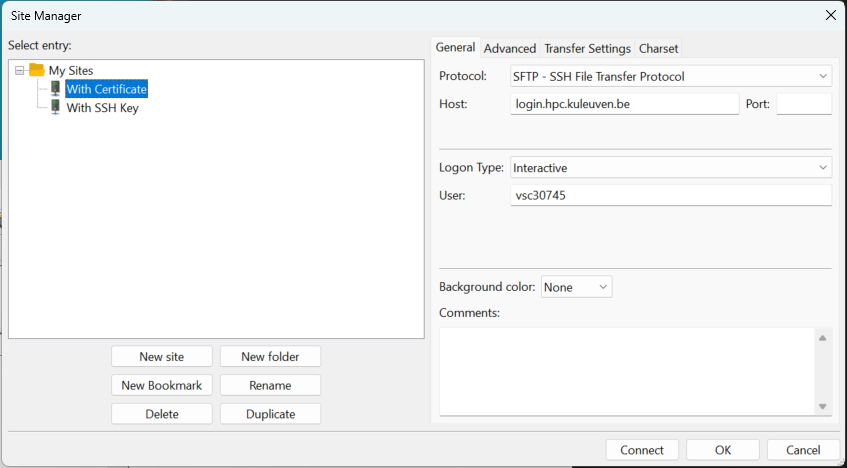 Site Manager
Select entry:
My Sites
With Certificate
With SSH Key
New site
New folder
New Bookmark
Rename
Delete
Duplicate
General
Advanced
Transfer Settings
Charset
Protocol:
SFTP - SSH File Transfer Protocol
Host:
login.hpc.kuleuven.be
Port:
Logon Type:
Interactive
User:
vsc30745
Background color:
None
Comments:
Connect
OK
Cancel